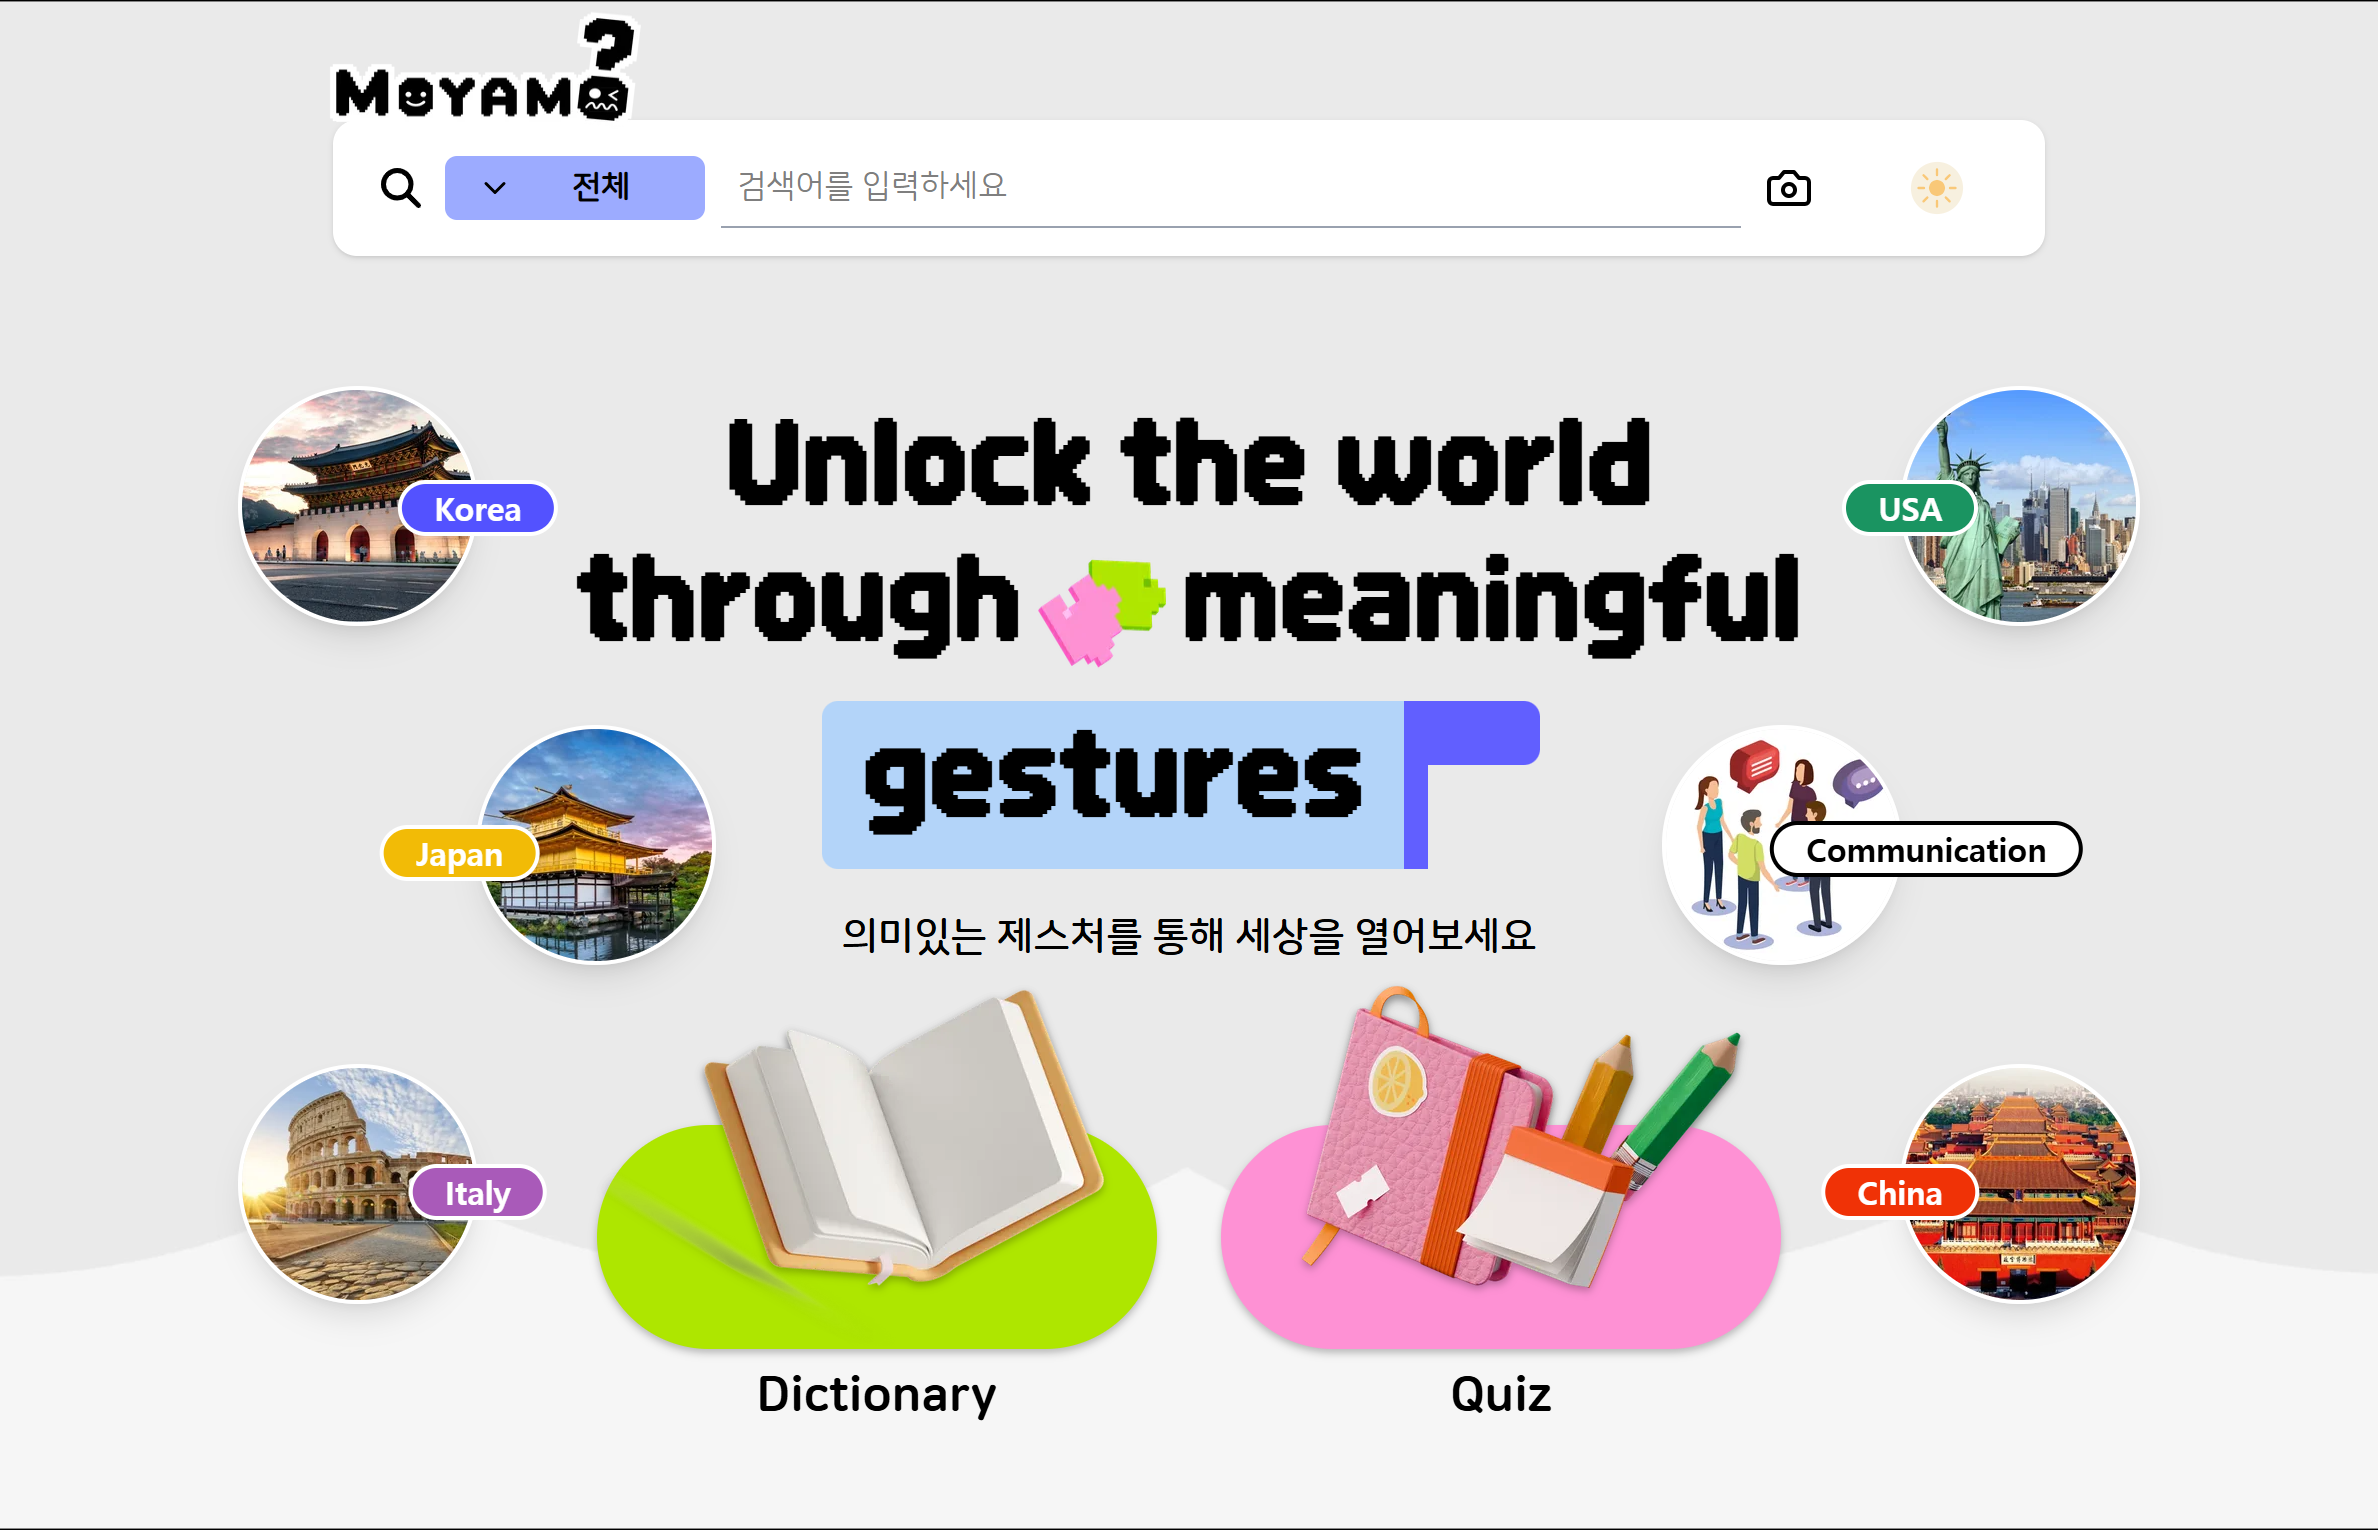 MOYAMO?
전체
검색어를 입력하세요
Unlock the world
through meaningful
gestures
의미있는 제스처를 통해 세상을 열어보세요
Korea
USA
Japan
Communication
Italy
China
Dictionary
Quiz